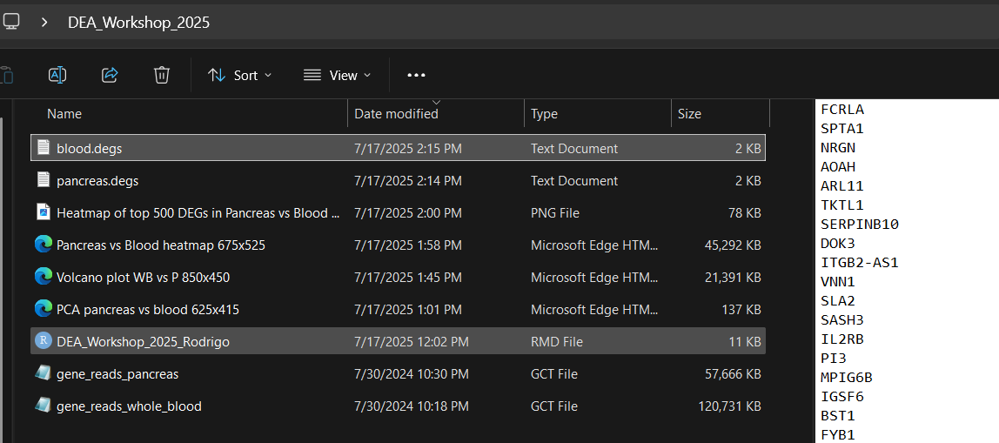 DEA_Workshop_2025
Sort
View
Name Date modified Type Size
blood.degs 7/17/2025 2:15 PM Text Document 2 KB
pancreas.degs 7/17/2025 2:14 PM Text Document 2 KB
Heatmap of top 500 DEGs in Pancreas vs Blood ... 7/17/2025 2:00 PM PNG File 78 KB
Pancreas vs Blood heatmap 675x525 7/17/2025 1:58 PM Microsoft Edge HTM... 45,292 KB
Volcano plot WB vs P 850x450 7/17/2025 1:45 PM Microsoft Edge HTM... 21,391 KB
PCA pancreas vs blood 625x415 7/17/2025 1:01 PM Microsoft Edge HTM... 137 KB
R DEA_Workshop_2025_Rodrigo 7/17/2025 12:02 PM RMD File 11 KB
gene_reads_pancreas 7/30/2024 10:30 PM GCT File 57,666 KB
gene_reads_whole_blood 7/30/2024 10:18 PM GCT File 120,731 KB
FCRLA
SPTA1
NRGN
AOAH
ARL11
TKTL1
SERPINB10
DOK3
ITGB2-AS1
VNN1
SLA2
SASH3
IL2RB
PI3
MPIG6B
IGSF6
BST1
FYB1